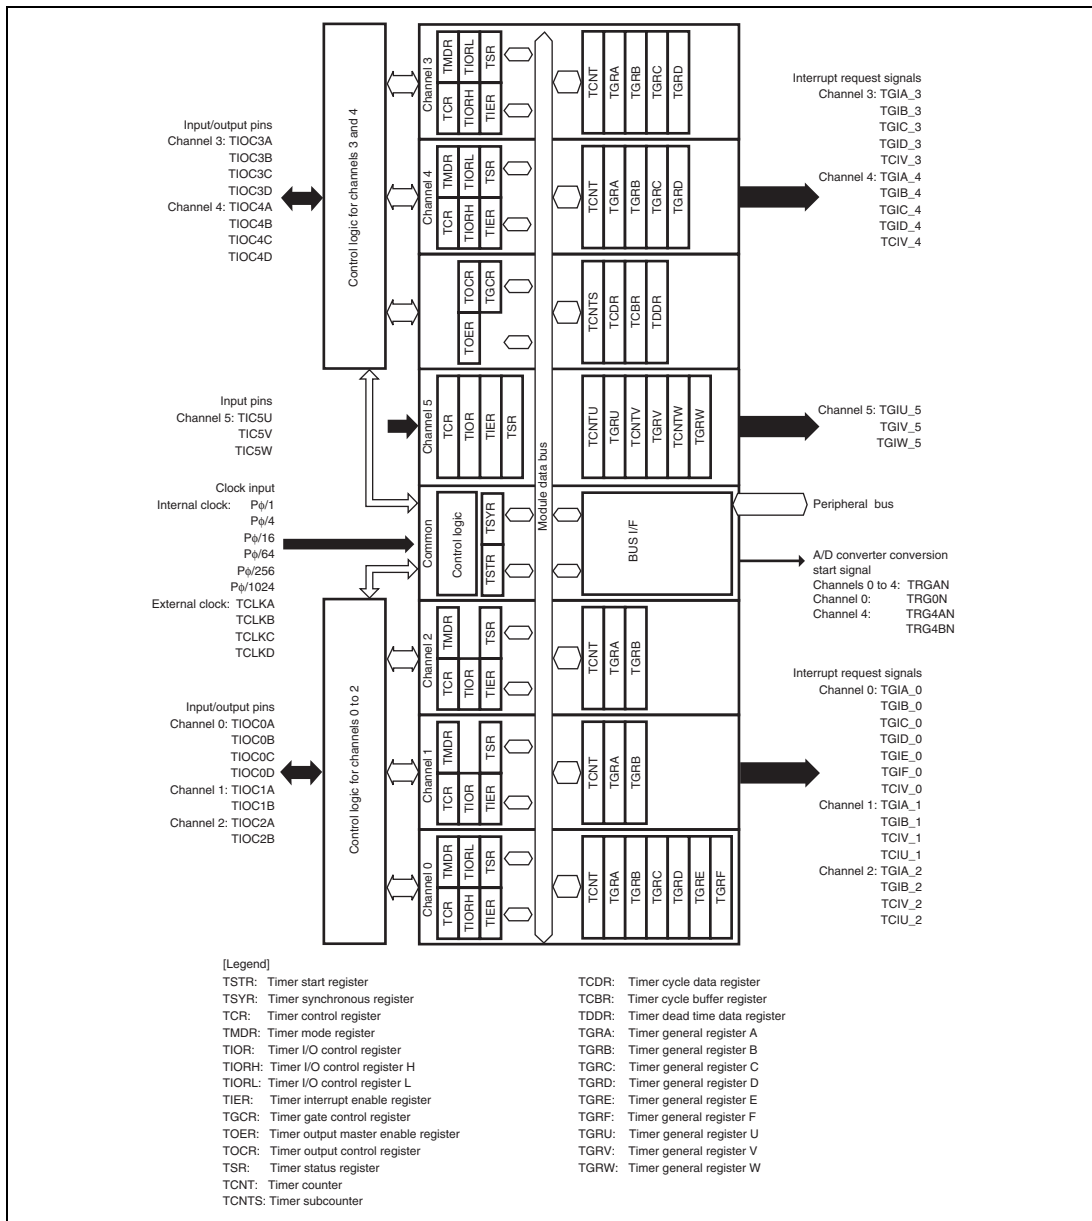 Input/output pins
Channel 3: TIOC3A
TIOC3B
TIOC3C
TIOC3D
Channel 4: TIOC4A
TIOC4B
TIOC4C
TIOC4D
Input pins
Channel 5: TIC5U
TIC5V
TIC5W
Clock input
Internal clock: Pϕ/1
Pϕ/4
Pϕ/16
Pϕ/64
Pϕ/256
Pϕ/1024
External clock: TCLKA
TCLKB
TCLKC
TCLKD
Input/output pins
Channel 0: TIOC0A
TIOC0B
TIOC0C
TIOC0D
Channel 1: TIOC1A
TIOC1B
Channel 2: TIOC2A
TIOC2B
Control logic for channels 3 and 4
Control logic for channels 0 to 2
Channel 3
TCR
TMDR
TIORH
TIORL
TIER
TSR
TCNT
TGRA
TGRB
TGRC
TGRD
Channel 4
TCR
TMDR
TIORH
TIORL
TIER
TSR
TCNT
TGRA
TGRB
TGRC
TGRD
TOER
TOCR
TGCR
TCNTS
TCDR
TCBR
TDDR
Channel 5
TCR
TIOR
TIER
TSR
TCNTU
TGRU
TCNTV
TGRV
TCNTW
TGRW
Module data bus
Common
Control logic
TSTR
TSYR
BUS I/F
Channel 2
TCR
TMDR
TIOR
TIER
TSR
TCNT
TGRA
TGRB
Channel 1
TCR
TMDR
TIOR
TIER
TSR
TCNT
TGRA
TGRB
Channel 0
TCR
TMDR
TIORH
TIORL
TIER
TSR
TCNT
TGRA
TGRB
TGRC
TGRD
TGRE
TGRF
Interrupt request signals
Channel 3: TGIA_3
TGIB_3
TGIC_3
TGID_3
TCIV_3
Channel 4: TGIA_4
TGIB_4
TGIC_4
TGID_4
TCIV_4
Channel 5: TGIU_5
TGIV_5
TGIW_5
Peripheral bus
A/D converter conversion
start signal
Channels 0 to 4: TRGAN
Channel 0: TRG0N
Channel 4: TRG4AN
TRG4BN
Interrupt request signals
Channel 0: TGIA_0
TGIB_0
TGIC_0
TGID_0
TGIE_0
TGIF_0
TCIV_0
Channel 1: TGIA_1
TGIB_1
TCIV_1
TCIU_1
Channel 2: TGIA_2
TGIB_2
TCIV_2
TCIU_2
[Legend]
TSTR: Timer start register
TSYR: Timer synchronous register
TCR: Timer control register
TMDR: Timer mode register
TIOR: Timer I/O control register
TIORH: Timer I/O control register H
TIORL: Timer I/O control register L
TIER: Timer interrupt enable register
TGCR: Timer gate control register
TOER: Timer output master enable register
TOCR: Timer output control register
TSR: Timer status register
TCNT: Timer counter
TCNTS: Timer subcounter
TCDR: Timer cycle data register
TCBR: Timer cycle buffer register
TDDR: Timer dead time data register
TGRA: Timer general register A
TGRB: Timer general register B
TGRC: Timer general register C
TGRD: Timer general register D
TGRE: Timer general register E
TGRF: Timer general register F
TGRU: Timer general register U
TGRV: Timer general register V
TGRW: Timer general register W